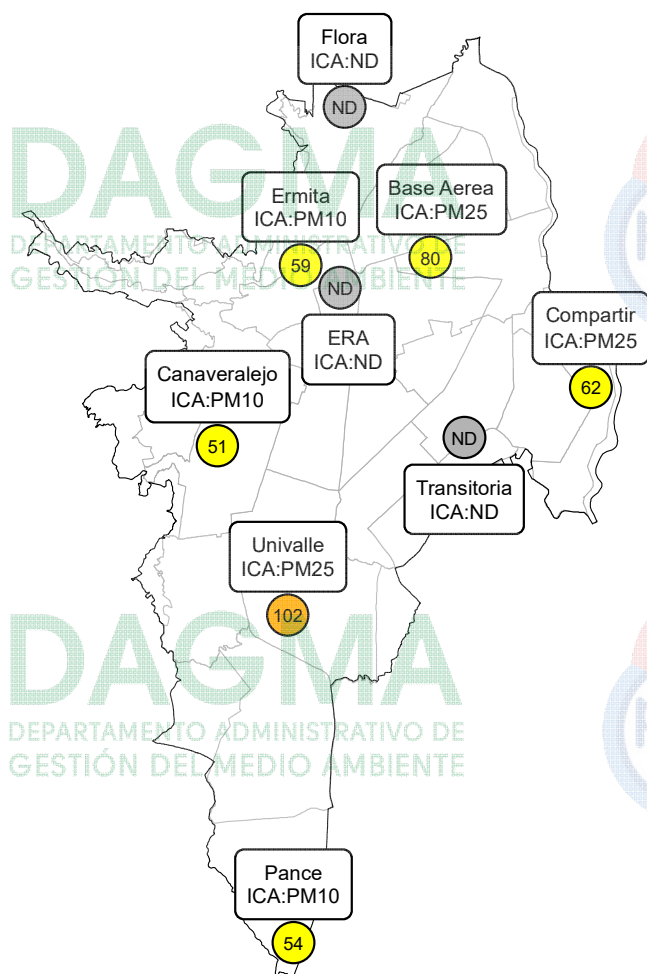 Flora
ICA:ND
ND
DAGMA
DEPARTAMENTO ADMINISTRATIVO DE
GESTIÓN DEL MEDIO AMBIENTE
Ermita
ICA:PM10
59
Base Aerea
ICA:PM25
80
ND
ERA
ICA:ND
Compartir
ICA:PM25
62
Canaveralejo
ICA:PM10
51
ND
Transitoria
ICA:ND
Univalle
ICA:PM25
102
DAGMA
DEPARTAMENTO ADMINISTRATIVO DE
GESTIÓN DEL MEDIO AMBIENTE
Pance
ICA:PM10
54